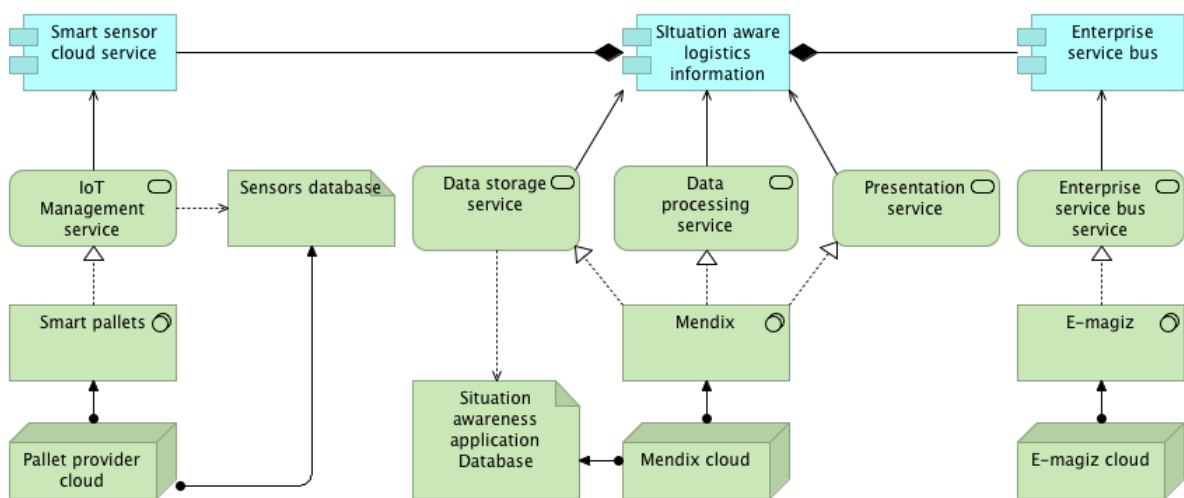 Smart sensor
cloud service
SItuation aware
logistics
information
Enterprise
service bus
IoT
Management
service
Sensors database
Data storage
service
Data
processing
service
Presentation
service
Enterprise
service bus
service
Smart pallets
Mendix
E-magiz
Pallet provider
cloud
Situation
awareness
application
Database
Mendix cloud
E-magiz cloud